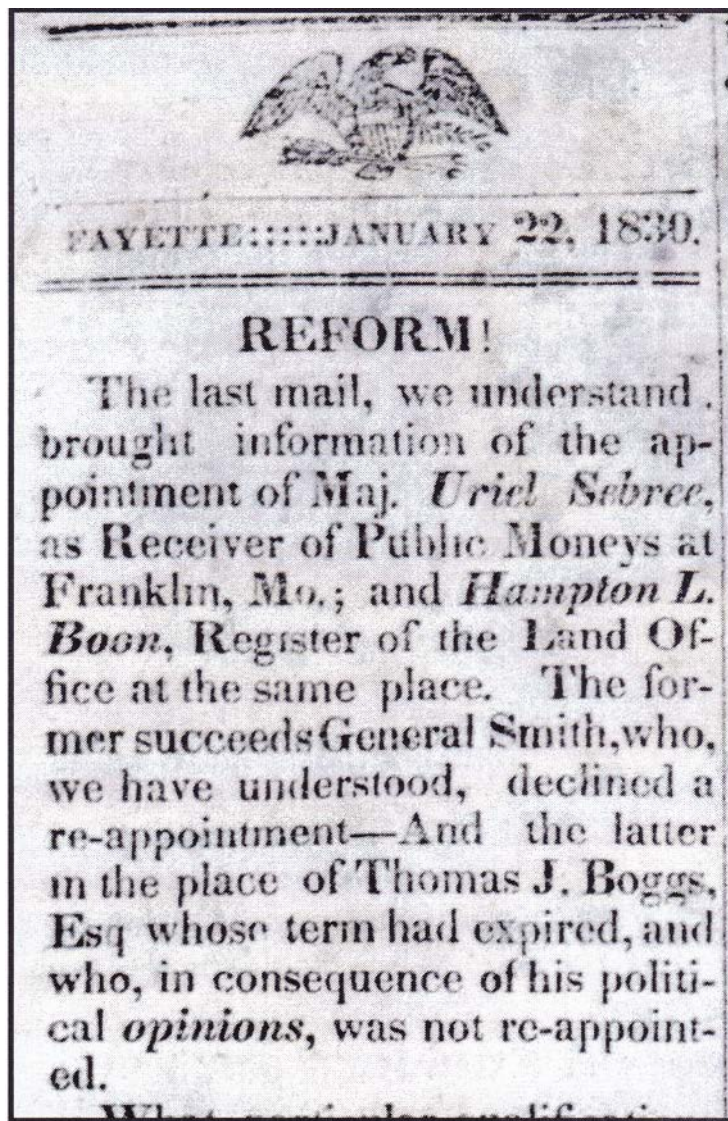 FAYETTE:::::JANUARY 22, 1830.
REFORM!
The last mail, we understand,
brought information of the ap-
pointment of Maj. Uriel Sebree,
as Receiver of Public Moneys at
Franklin, Mo.; and Hampton L.
Boon, Register of the Land Of-
fice at the same place. The for-
mer succeeds General Smith, who,
we have understood, declined a
re-appointment—And the latter
in the place of Thomas J. Boggs,
Esq whose term had expired, and
who, in consequence of his politi-
cal opinions, was not re-appoint-
ed.
What particular